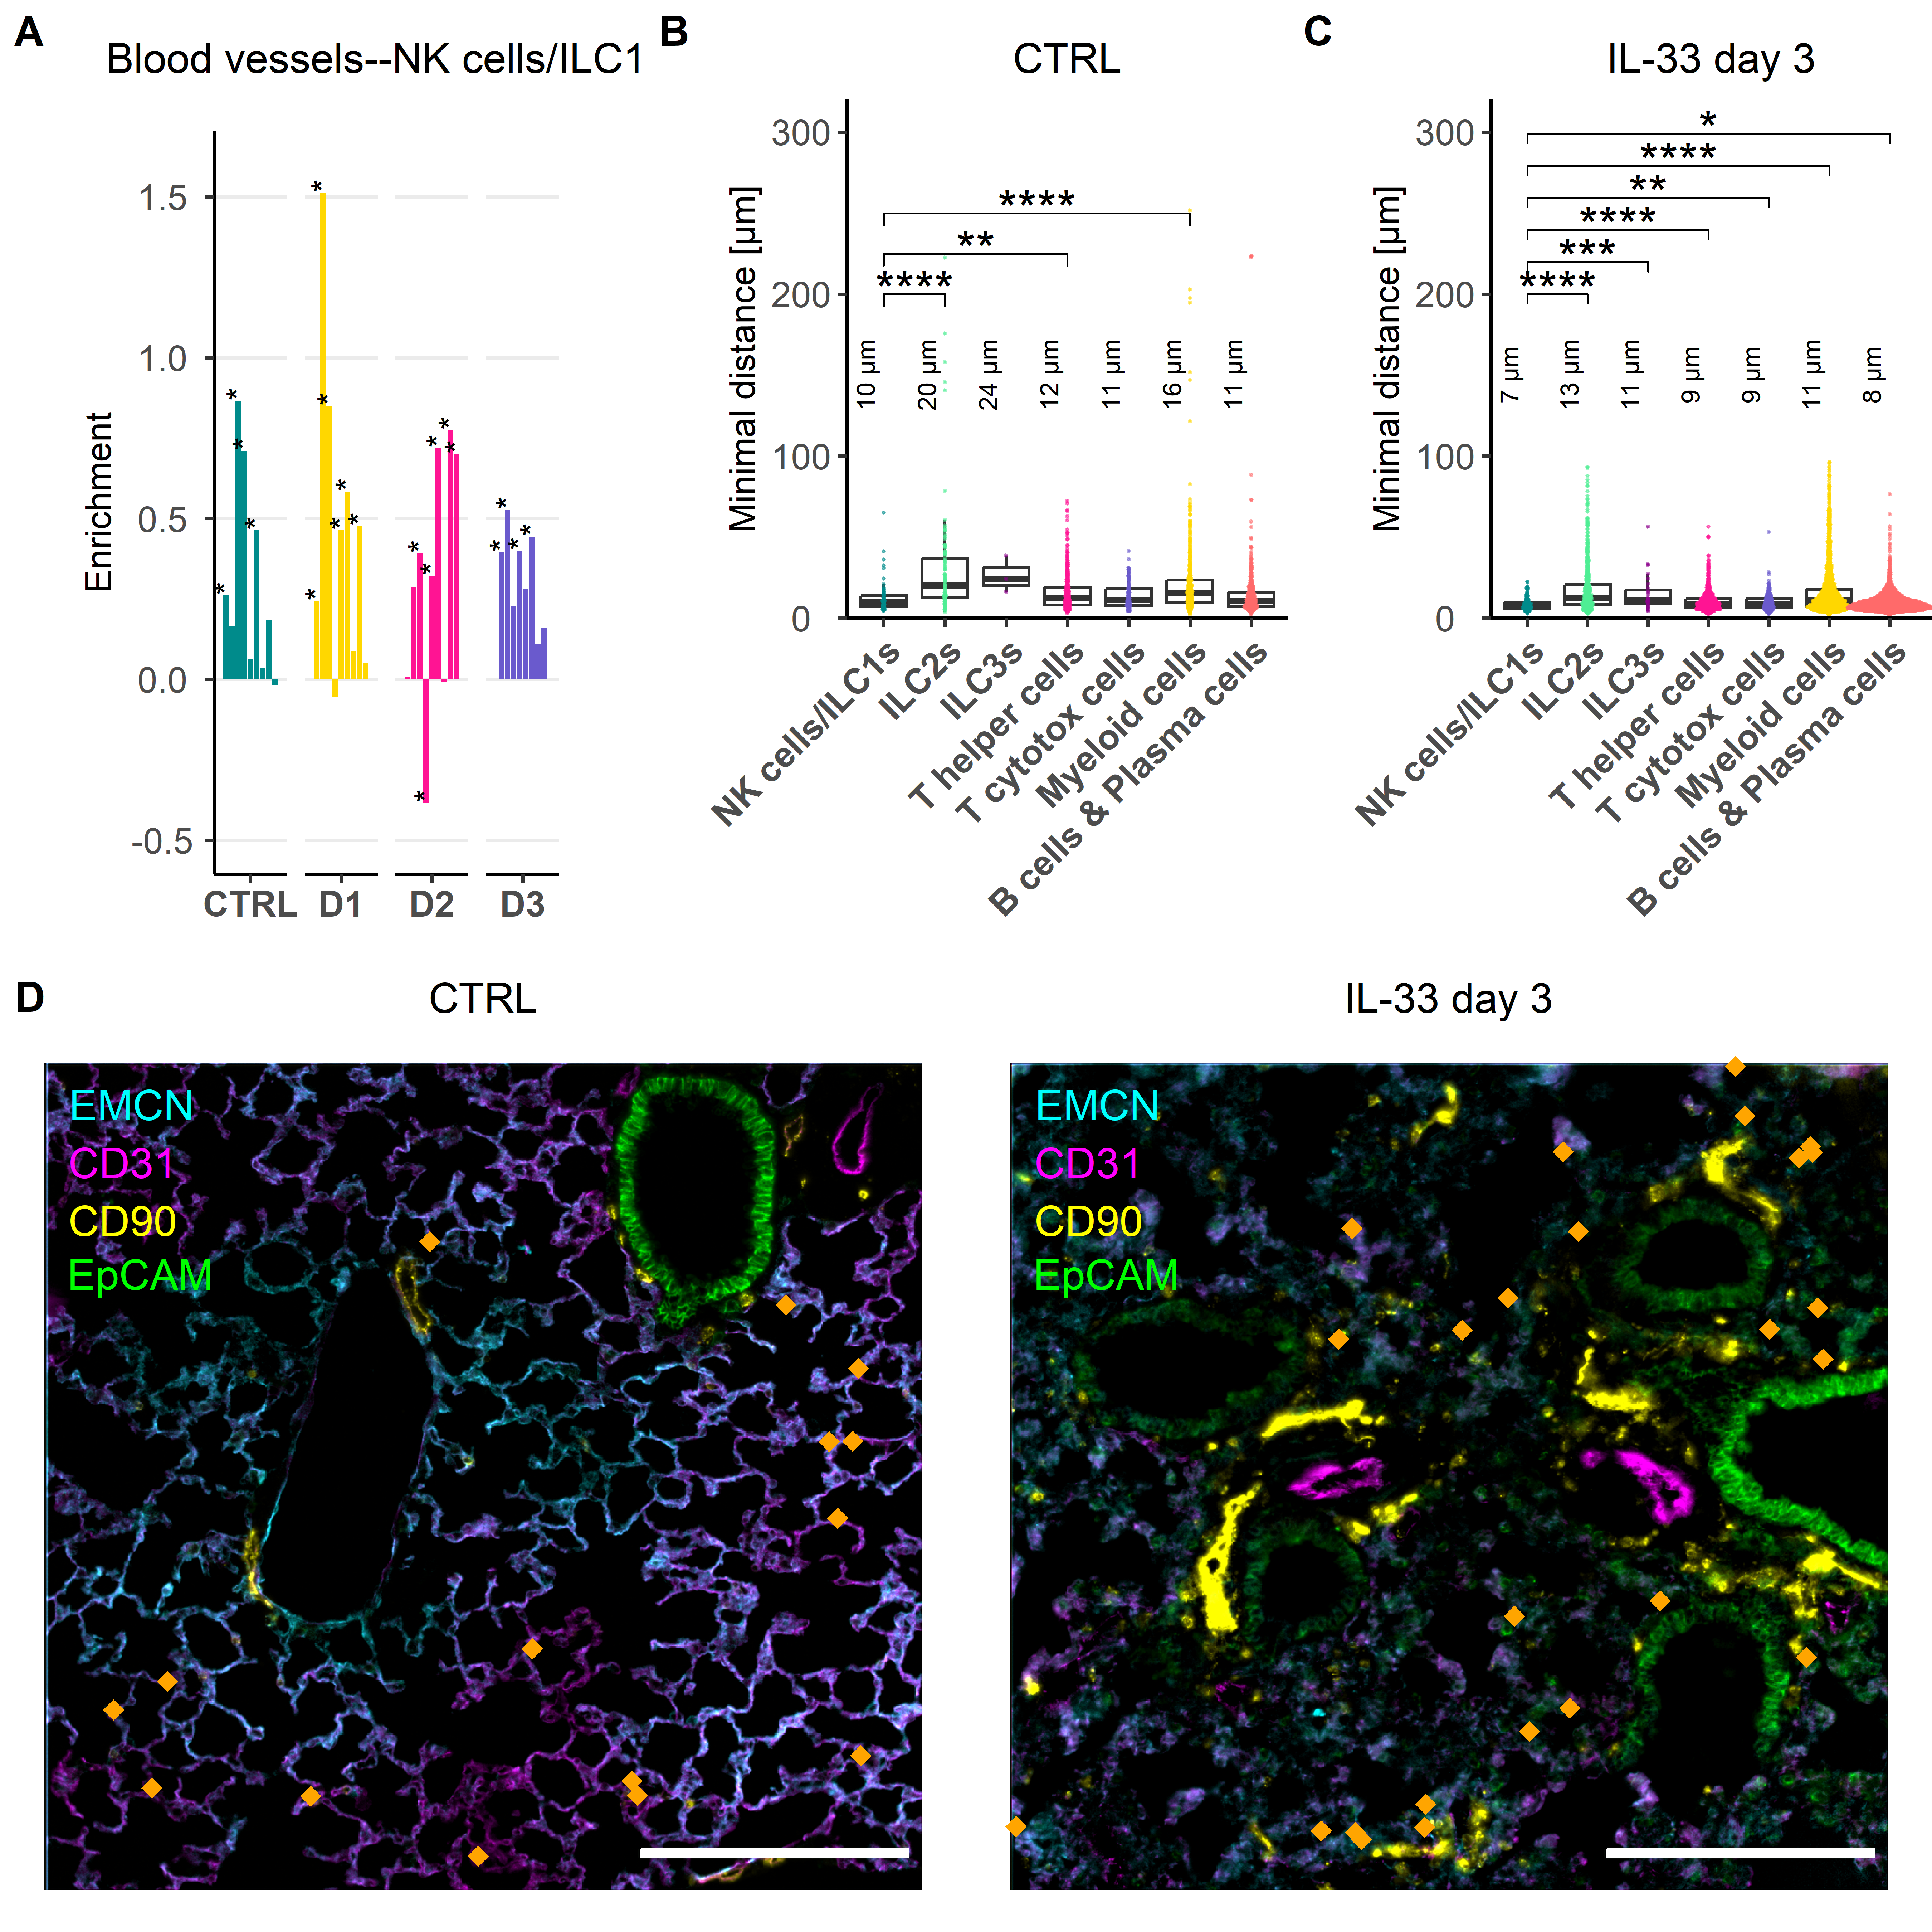 A
Blood vessels--NK cells/ILC1
Enrichment
1.5
1.0
0.5
0.0
-0.5
* * * * *
* * * * * *
* * * * * * *
* * * *
CTRL D1 D2 D3
B
CTRL
Minimal distance [µm]
300
200
100
0
****
**
****
10 µm
20 µm
24 µm
12 µm
11 µm
16 µm
11 µm
NK cells/ILC1s
ILC2s
ILC3s
T helper cells
T cytotox cells
Myeloid cells
B cells & Plasma cells
C
IL-33 day 3
Minimal distance [µm]
300
200
100
0
*
****
**
****
***
****
7 µm
13 µm
11 µm
9 µm
9 µm
11 µm
8 µm
NK cells/ILC1s
ILC2s
ILC3s
T helper cells
T cytotox cells
Myeloid cells
B cells & Plasma cells
D
CTRL
EMCN
CD31
CD90
EpCAM
IL-33 day 3
EMCN
CD31
CD90
EpCAM